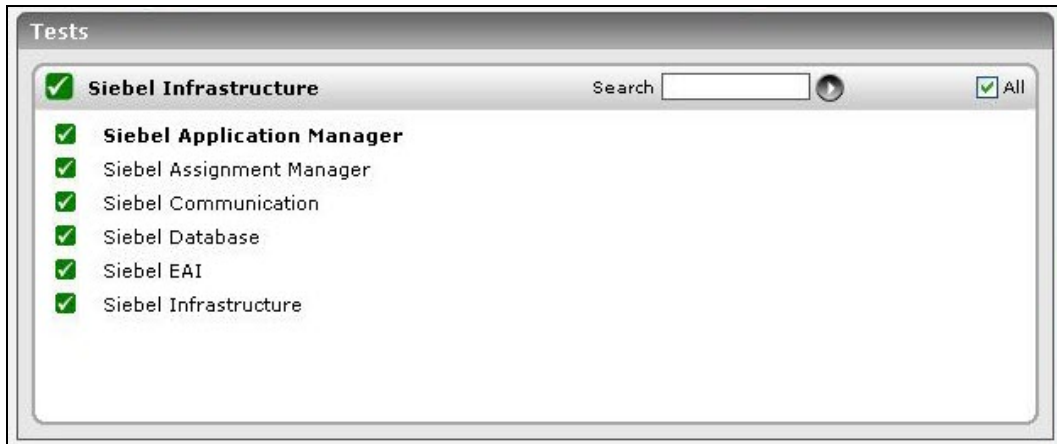 Tests
Siebel Infrastructure Search All
Siebel Application Manager
Siebel Assignment Manager
Siebel Communication
Siebel Database
Siebel EAI
Siebel Infrastructure